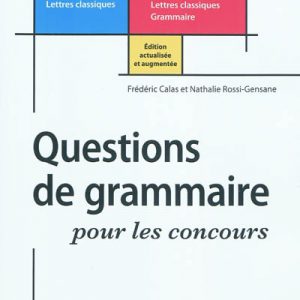 Lettres classiques
Lettres classiques
Grammaire
Édition
actualisée
et augmentée
Frédéric Calas et Nathalie Rossi-Gensane
Questions
de grammaire
pour les concours